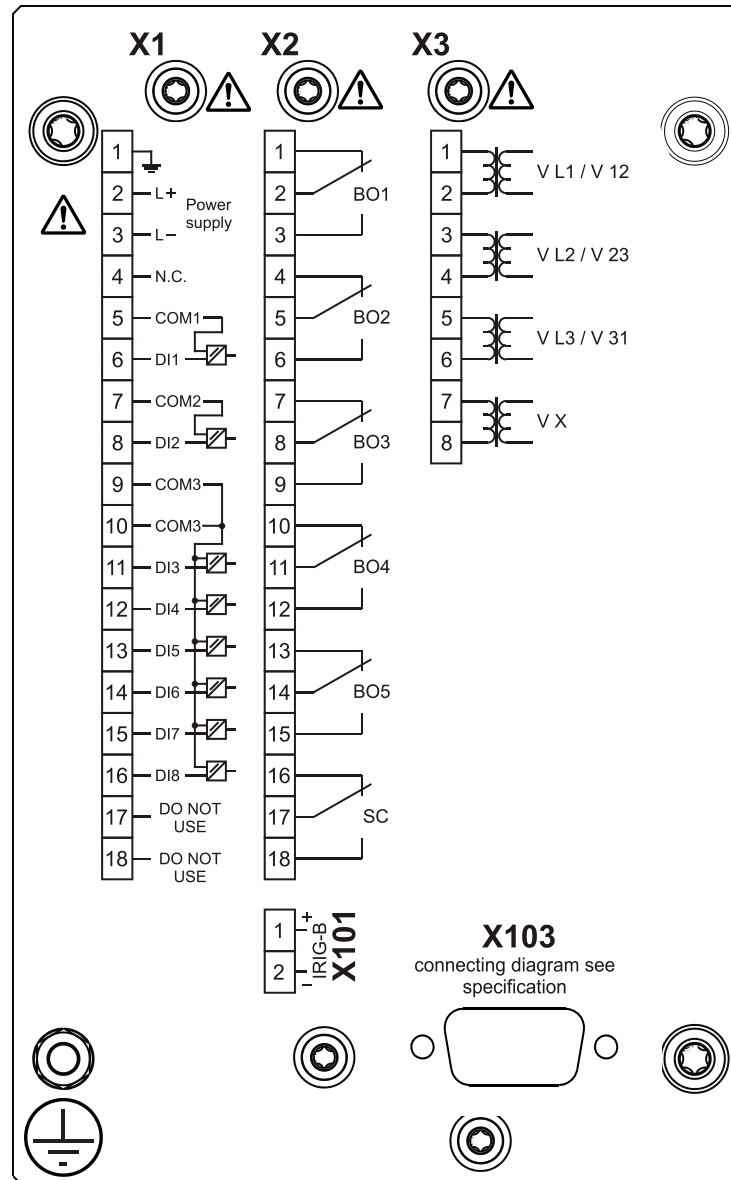 X1
1
2 L+ Power
supply
3 L−
4 N.C.
5 COM1
6 DI1
7 COM2
8 DI2
9 COM3
10 COM3
11 DI3
12 DI4
13 DI5
14 DI6
15 DI7
16 DI8
17 DO NOT
USE
18 DO NOT
USE
X2
1
2 BO1
3
4
5 BO2
6
7
8 BO3
9
10
11 BO4
12
13
14 BO5
15
16
17 SC
18
X3
1
2
V L1 / V 12
3
4
V L2 / V 23
5
6
V L3 / V 31
7
8
V X
1 +
2 −
IRIG-B
X101
X103
connecting diagram see
specification